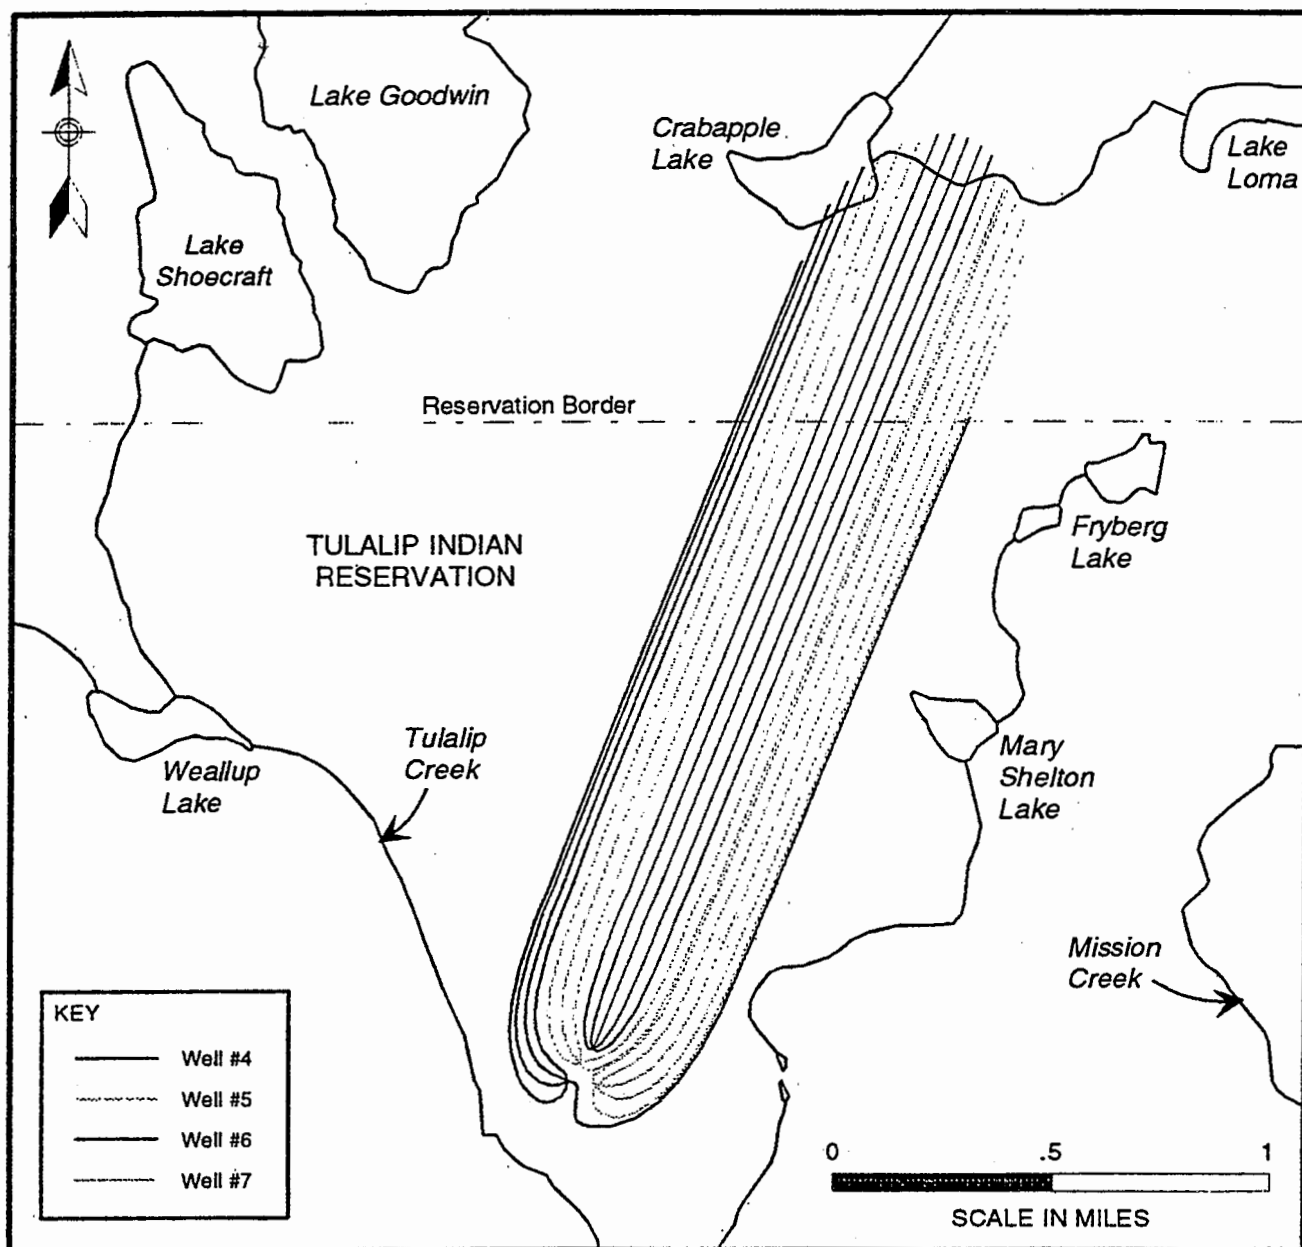 Lake Goodwin
Crabapple
Lake
Lake
Loma
Lake
Shoecraft
Reservation Border
TULALIP INDIAN
RESERVATION
Fryberg
Lake
Tulalip
Creek
Weallup
Lake
Mary
Shelton
Lake
Mission
Creek
KEY
Well #4
Well #5
Well #6
Well #7
0 .5 1
SCALE IN MILES